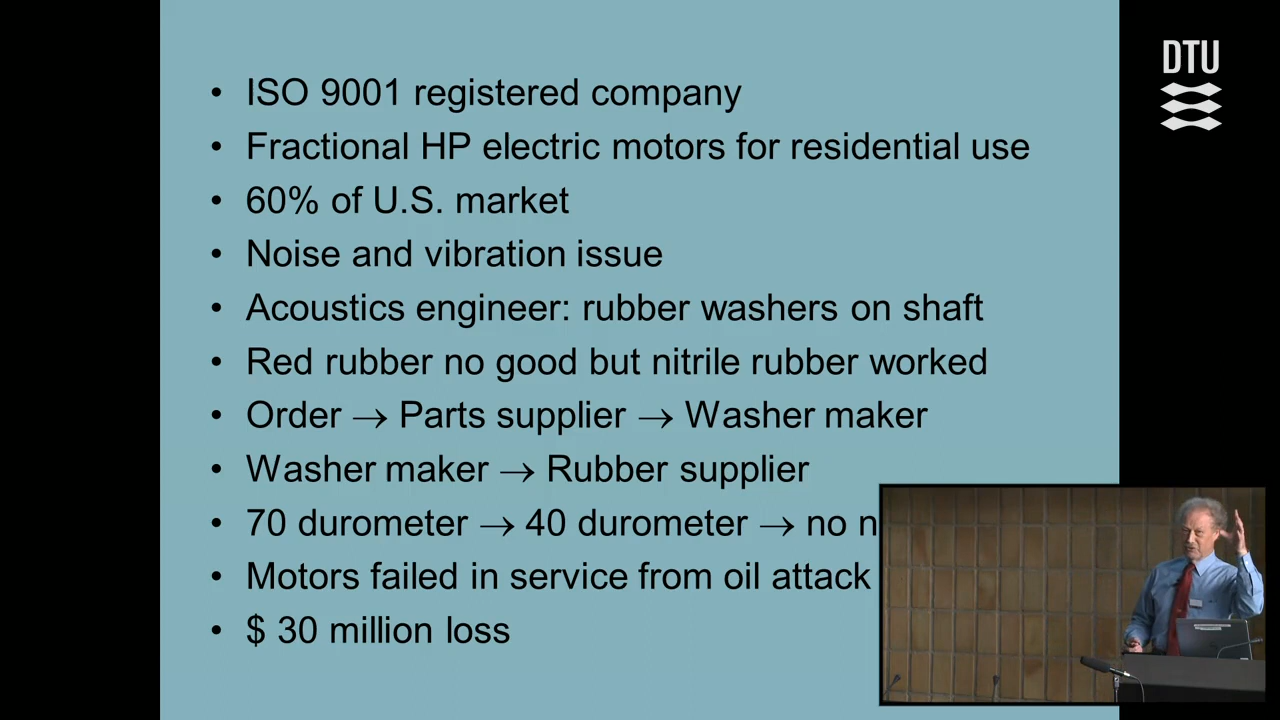 DTU
• ISO 9001 registered company
• Fractional HP electric motors for residential use
• 60% of U.S. market
• Noise and vibration issue
• Acoustics engineer: rubber washers on shaft
• Red rubber no good but nitrile rubber worked
• Order → Parts supplier → Washer maker
• Washer maker → Rubber supplier
• 70 durometer → 40 durometer → no n
• Motors failed in service from oil attack
• $ 30 million loss